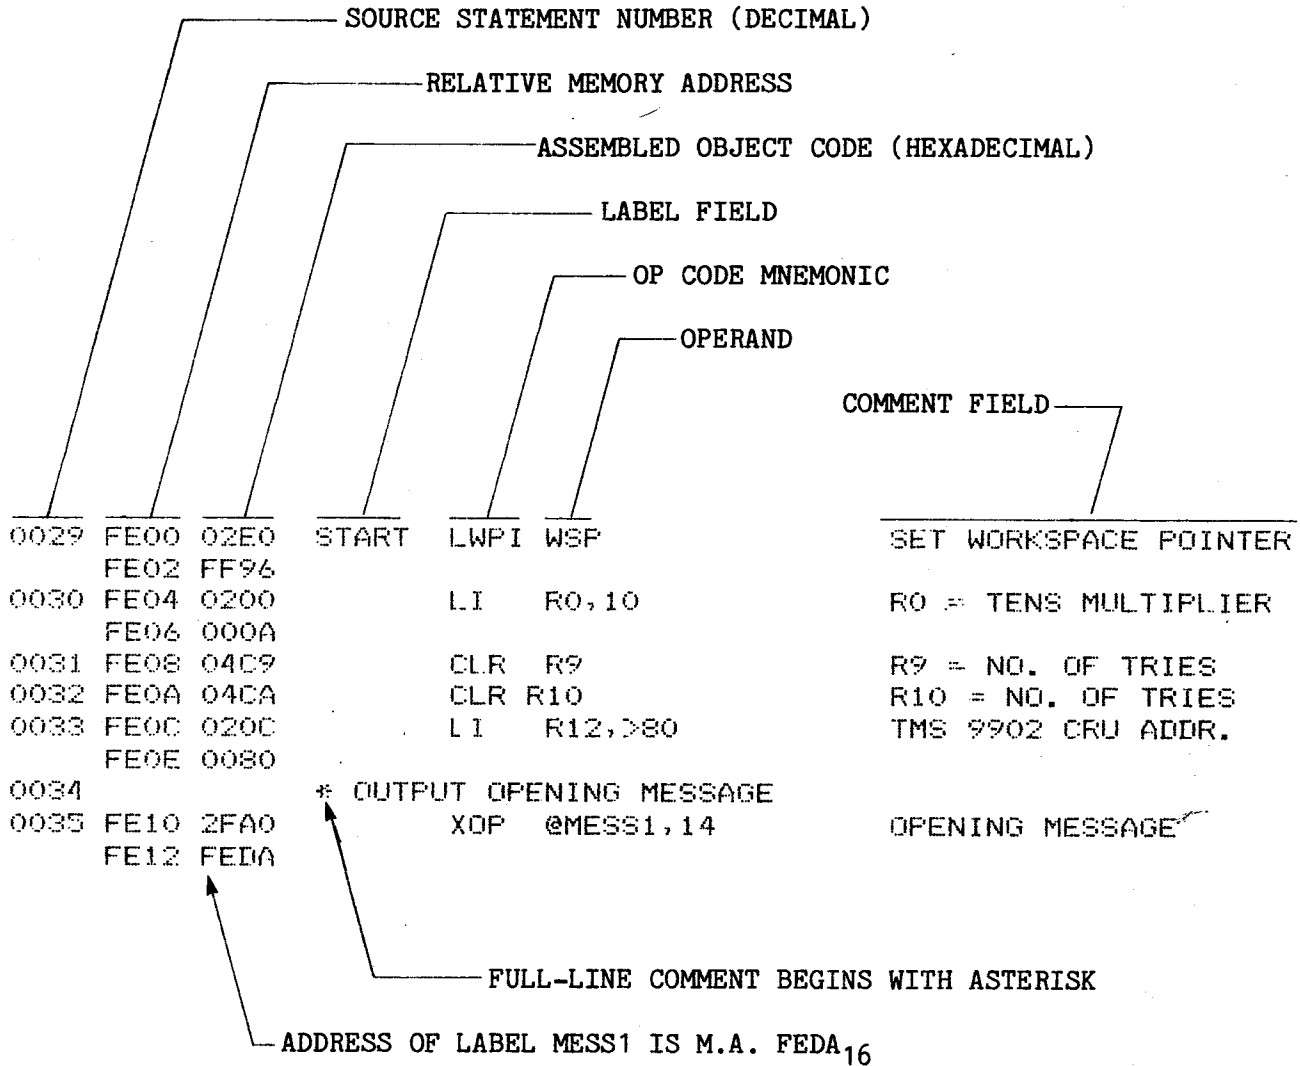 SOURCE STATEMENT NUMBER (DECIMAL)
RELATIVE MEMORY ADDRESS
ASSEMBLED OBJECT CODE (HEXADECIMAL)
LABEL FIELD
OP CODE MNEMONIC
OPERAND
COMMENT FIELD
0029 FE00 02E0 START LWPI WSP SET WORKSPACE POINTER
FE02 FF96
0030 FE04 0200 LI R0,10 R0 = TENS MULTIPLIER
FE06 000A
0031 FE08 04C9 CLR R9 R9 = NO. OF TRIES
0032 FE0A 04CA CLR R10 R10 = NO. OF TRIES
0033 FE0C 020C LI R12,>80 TMS 9902 CRU ADDR.
FE0E 0080
0034 * OUTPUT OPENING MESSAGE
0035 FE10 2FA0 XOP @MESS1,14 OPENING MESSAGE
FE12 FEDA
FULL-LINE COMMENT BEGINS WITH ASTERISK
ADDRESS OF LABEL MESS1 IS M.A. FEDA16